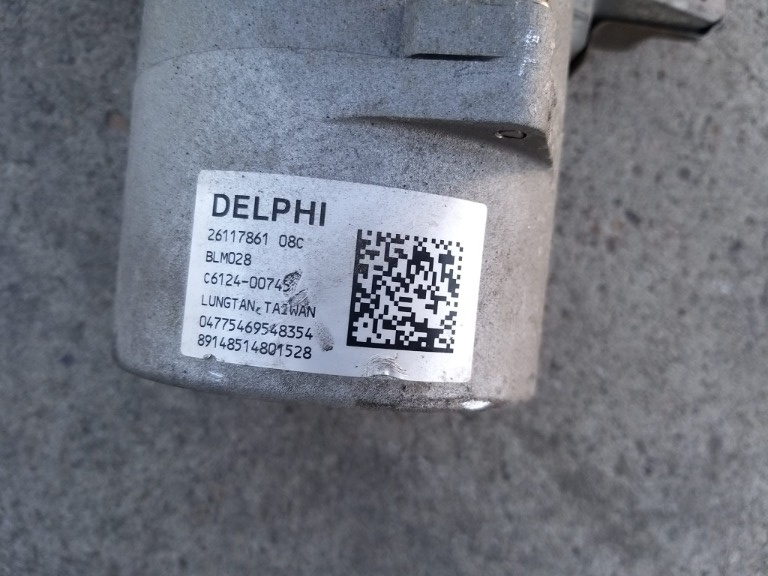 DELPHI
26117861 08C
BLM028
C6124-00745
LUNGTAN, TAIWAN
04775469548354
89148514801528